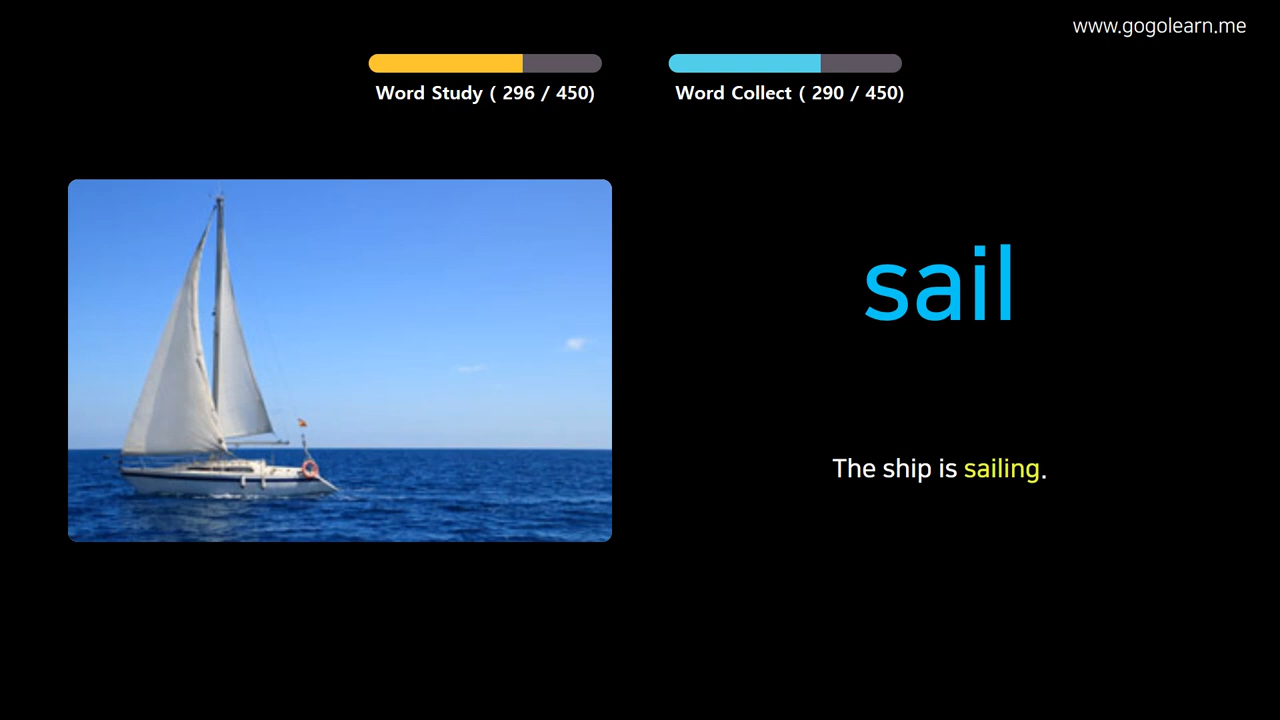 www.gogolearn.me
Word Study ( 296 / 450)
Word Collect ( 290 / 450)
sail
The ship is sailing.